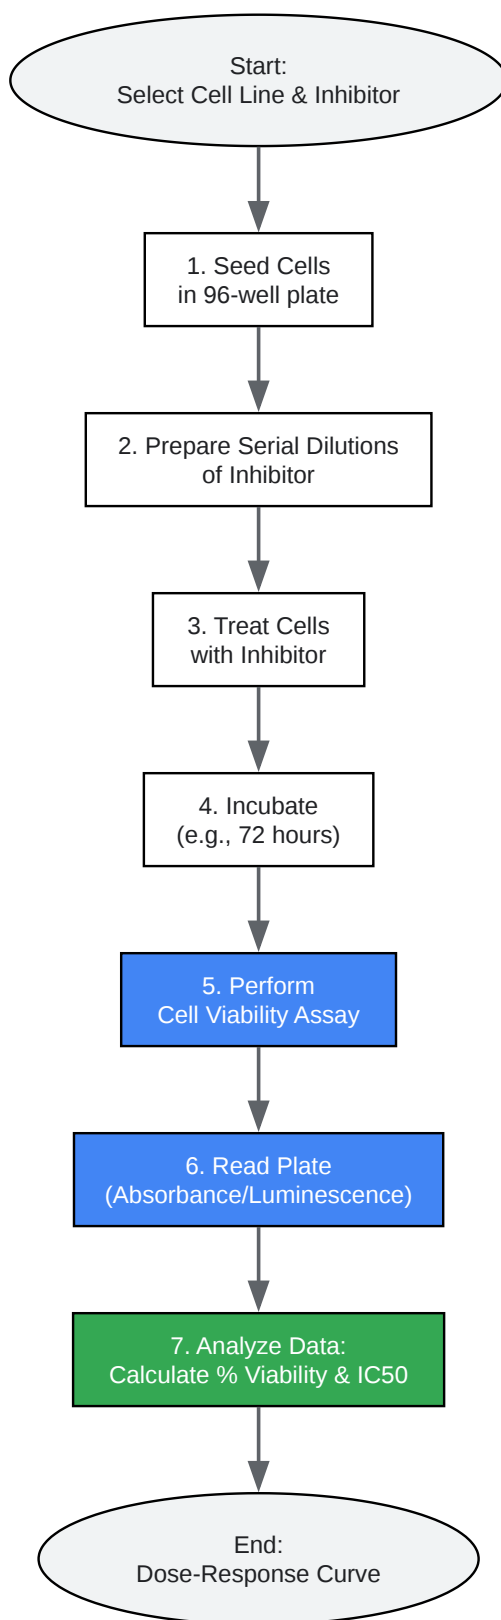 Start:
Select Cell Line & Inhibitor
1. Seed Cells
in 96-well plate
2. Prepare Serial Dilutions
of Inhibitor
3. Treat Cells
with Inhibitor
4. Incubate
(e.g., 72 hours)
5. Perform
Cell Viability Assay
6. Read Plate
(Absorbance/Luminescence)
7. Analyze Data:
Calculate % Viability & IC50
End:
Dose-Response Curve